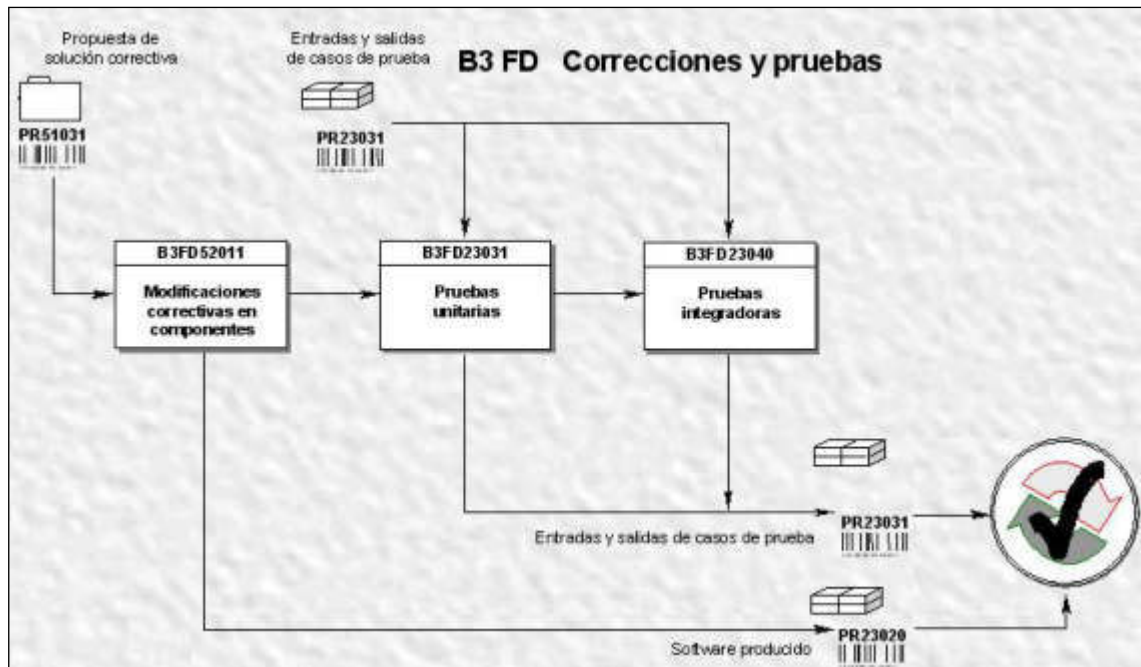 Propuesta de
solución correctiva
Entradas y salidas
de casos de prueba
B3 FD Correcciones y pruebas
PR51031
PR23031
B3FD52011
Modificaciones
correctivas en
componentes
B3FD23031
Pruebas
unitarias
B3FD23040
Pruebas
integradoras
Entradas y salidas de casos de prueba
PR23031
Software producido
PR23020